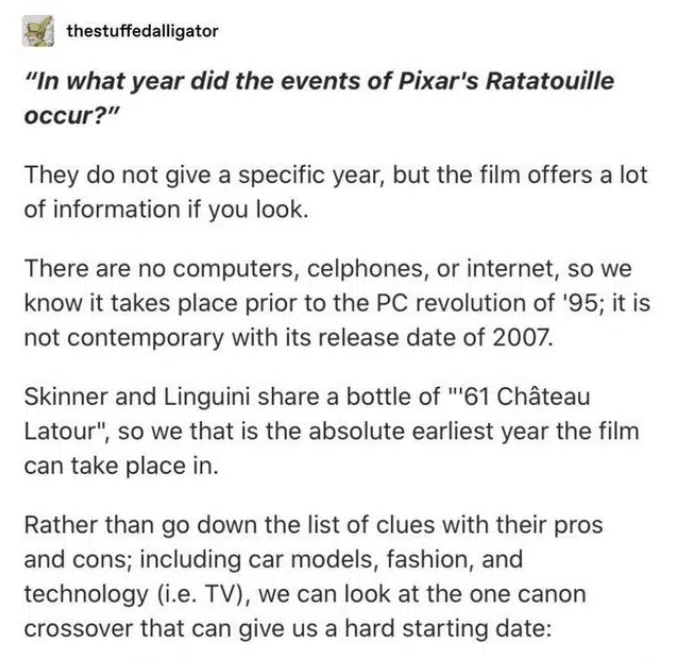 thestuffedalligator
“In what year did the events of Pixar's Ratatouille
occur?”
They do not give a specific year, but the film offers a lot
of information if you look.
There are no computers, celphones, or internet, so we
know it takes place prior to the PC revolution of '95; it is
not contemporary with its release date of 2007.
Skinner and Linguini share a bottle of "'61 Château
Latour", so we that is the absolute earliest year the film
can take place in.
Rather than go down the list of clues with their pros
and cons; including car models, fashion, and
technology (i.e. TV), we can look at the one canon
crossover that can give us a hard starting date: